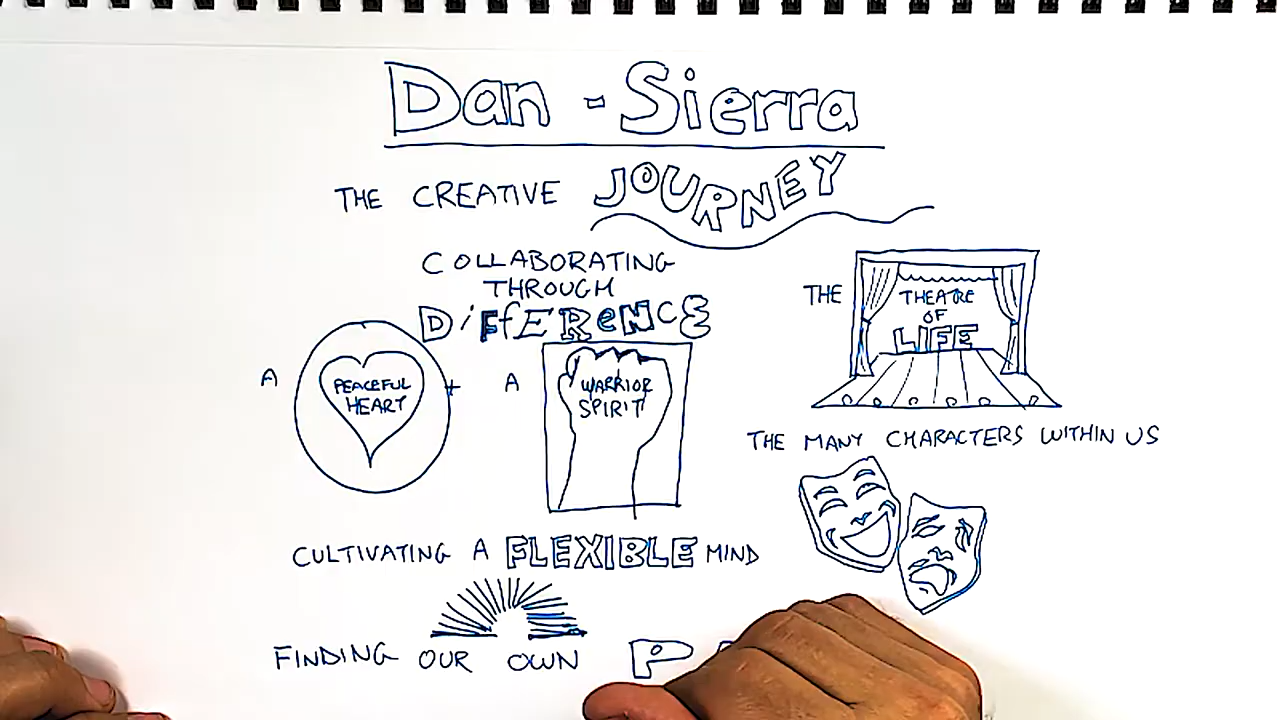 Dan - Sierra
THE CREATIVE JOURNEY
COLLABORATING
THROUGH
DiFfEReNcE
A PEACEFUL
HEART
+ A WARRIOR
SPIRIT
THE THEATRE
OF
LIFE
THE MANY CHARACTERS WITHIN US
CULTIVATING A FLEXIBLE MIND
FINDING OUR OWN P